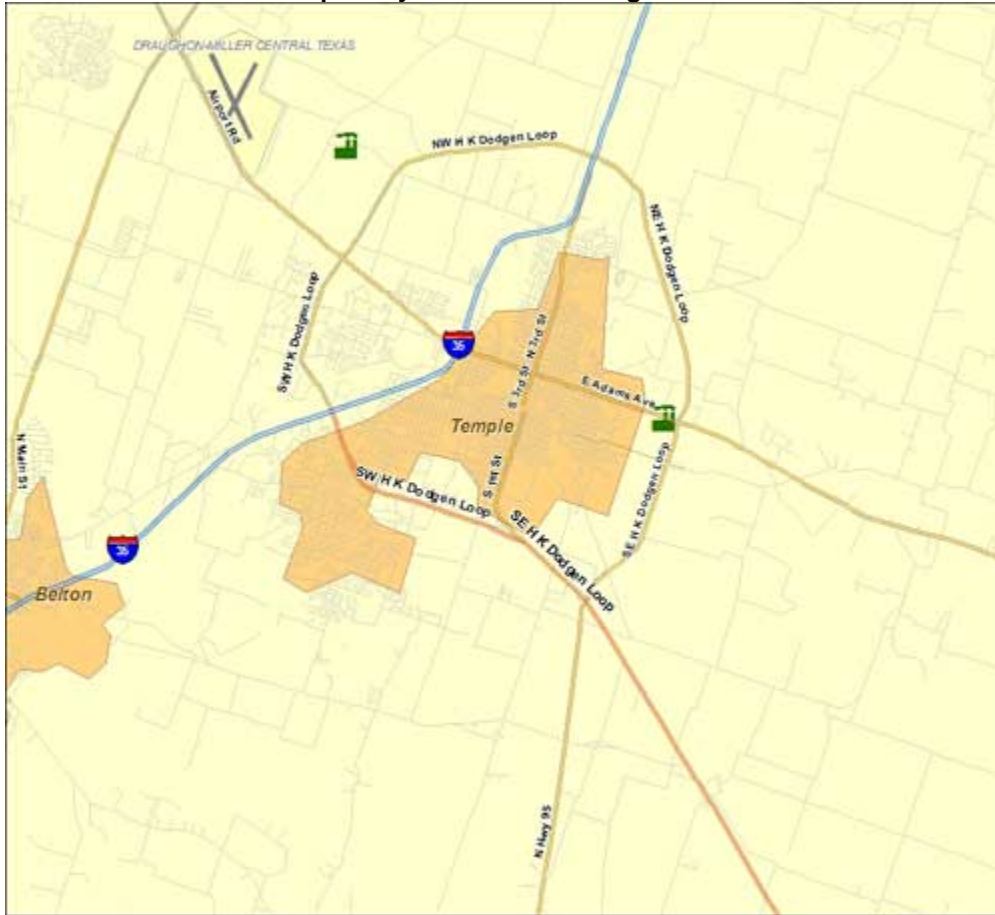 DRAUGHON-MILLER CENTRAL TEXAS
Airport Rd
NW H K Dodgen Loop
NE H K Dodgen Loop
SW H K Dodgen Loop
35
N 3rd St
S 3rd St
E Adams Ave
Temple
N Main St
S 1st St
SW H K Dodgen Loop
SE H K Dodgen Loop
SE H K Dodgen Loop
35
Belton
N Hwy 95